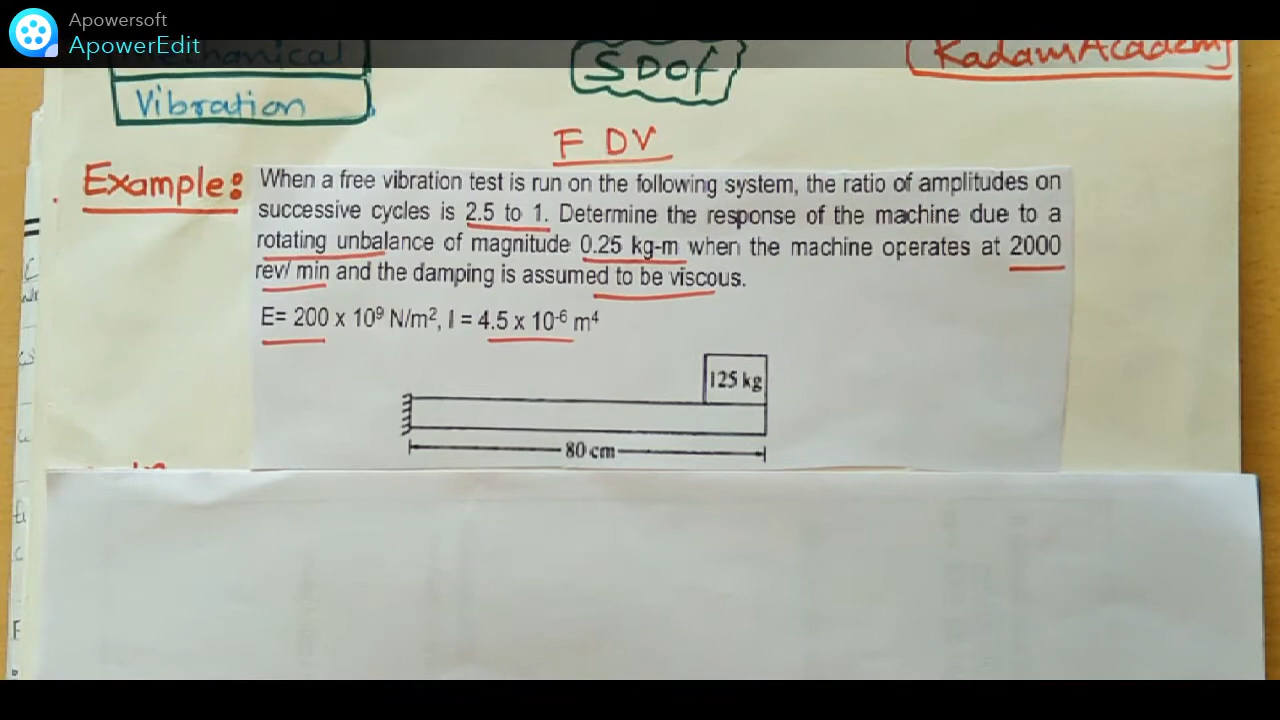 Apowersoft
ApowerEdit
Mechanical
Vibration
SDof
Kadam Academy
F DV
Example:
When a free vibration test is run on the following system, the ratio of amplitudes on
successive cycles is 2.5 to 1. Determine the response of the machine due to a
rotating unbalance of magnitude 0.25 kg-m when the machine operates at 2000
rev/ min and the damping is assumed to be viscous.
E= 200 x 10⁹ N/m², I = 4.5 x 10⁻⁶ m⁴
125 kg
80 cm